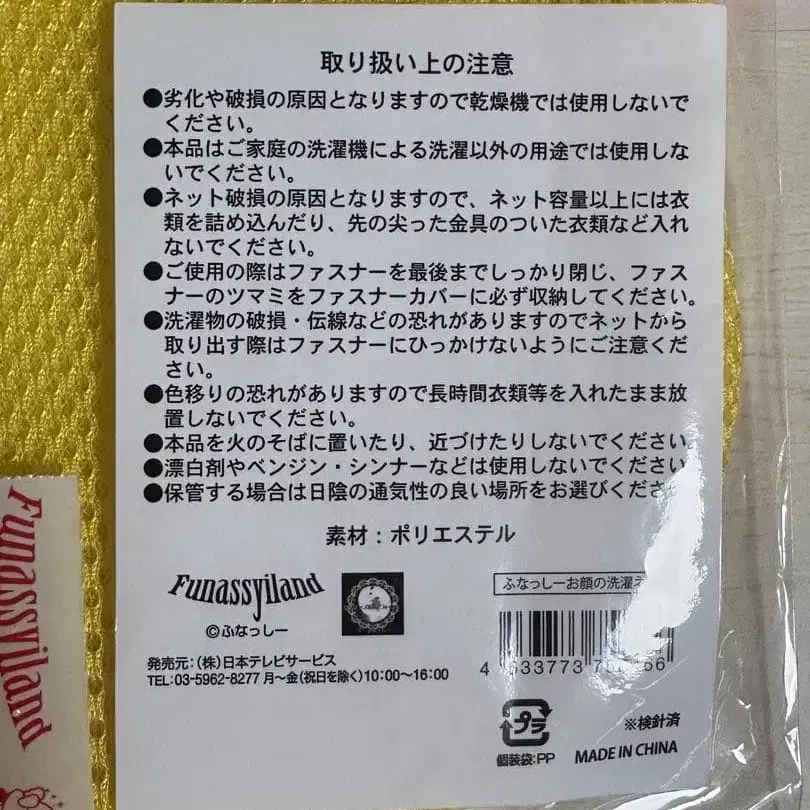 取り扱い上の注意
●劣化や破損の原因となりますので乾燥機では使用しないで
ください。
●本品はご家庭の洗濯機による洗濯以外の用途では使用しな
いでください。
●ネット破損の原因となりますので、ネット容量以上には衣
類を詰め込んだり、先の尖った金具のついた衣類など入れ
ないでください。
●ご使用の際はファスナーを最後までしっかり閉じ、ファス
ナーのツマミをファスナーカバーに必ず収納してください。
●洗濯物の破損・伝線などの恐れがありますのでネットから
取り出す際はファスナーにひっかけないようにご注意くだ
さい。
●色移りの恐れがありますので長時間衣類等を入れたまま放
置しないでください。
●本品を火のそばに置いたり、近づけたりしないでください
●漂白剤やベンジン・シンナーなどは使用しないでください
●保管する場合は日陰の通気性の良い場所をお選びくださ
素材：ポリエステル
Funassyiland
©ふなっしー
ふなっしーお顔の洗濯ネ
発売元：(株)日本テレビサービス
TEL:03-5962-8277 月〜金(祝日を除く)10:00〜16:00
プラ
個装袋:PP
※検針済
MADE IN CHINA
Funassyiland